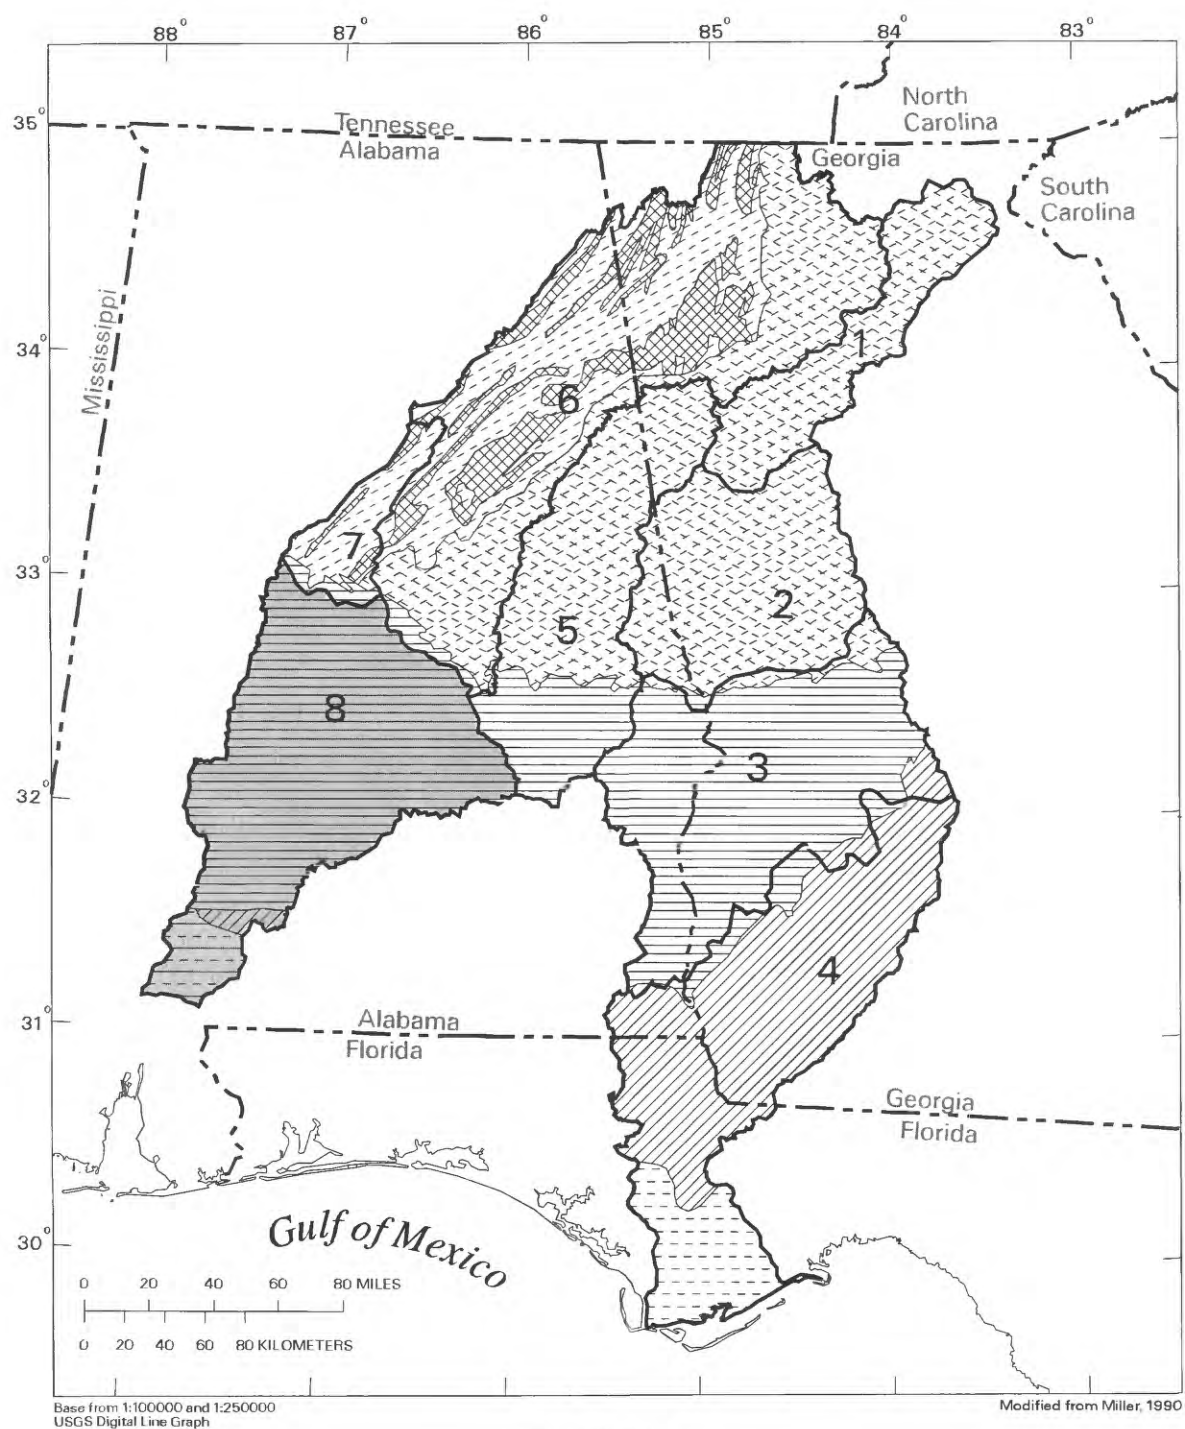 88°
87°
86°
85°
84°
83°
35°
34°
33°
32°
31°
30°
Tennessee
Alabama
North
Carolina
Georgia
South
Carolina
Mississippi
1
6
7
5
2
8
3
4
Alabama
Florida
Georgia
Florida
Gulf of Mexico
0 20 40 60 80 MILES
0 20 40 60 80 KILOMETERS
Base from 1:100000 and 1:250000
USGS Digital Line Graph
Modified from Miller, 1990